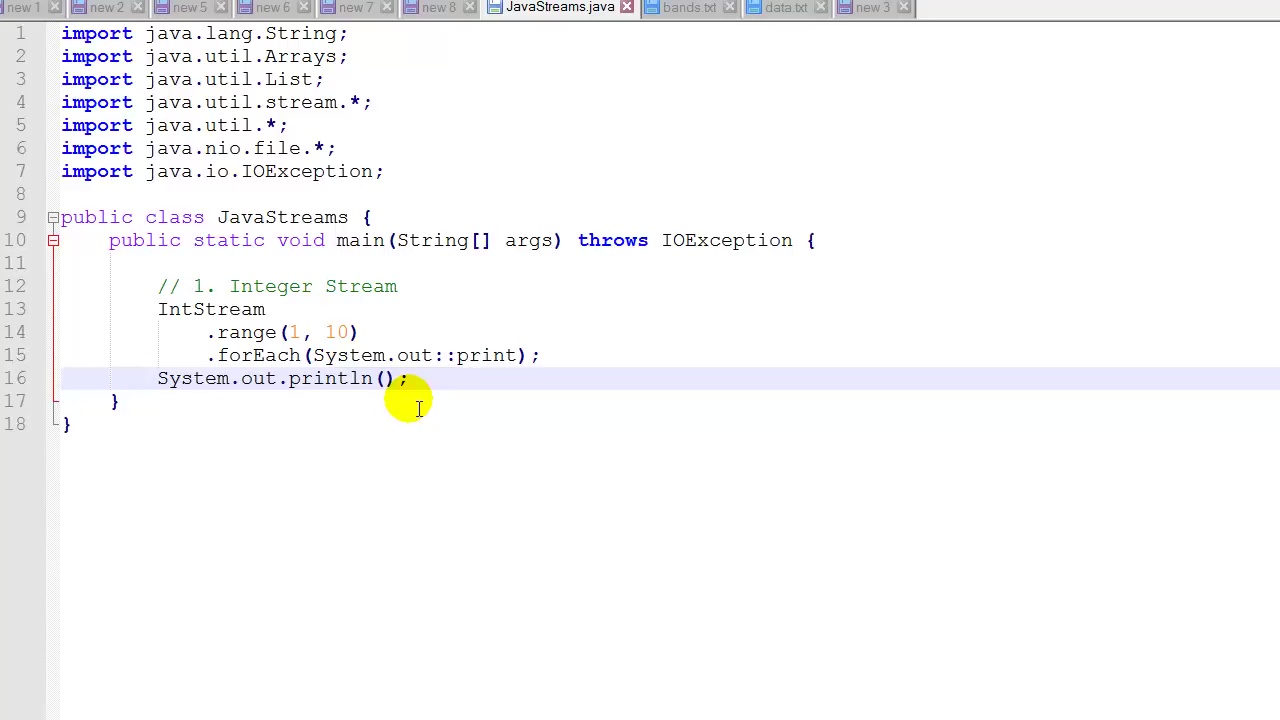 new 1 new 2 new 5 new 6 new 7 new 8 JavaStreams.java bands.txt data.txt new 3
1 import java.lang.String;
2 import java.util.Arrays;
3 import java.util.List;
4 import java.util.stream.*;
5 import java.util.*;
6 import java.nio.file.*;
7 import java.io.IOException;
8
9 public class JavaStreams {
10 public static void main(String[] args) throws IOException {
11
12 // 1. Integer Stream
13 IntStream
14 .range(1, 10)
15 .forEach(System.out::print);
16 System.out.println();
17 }
18 }